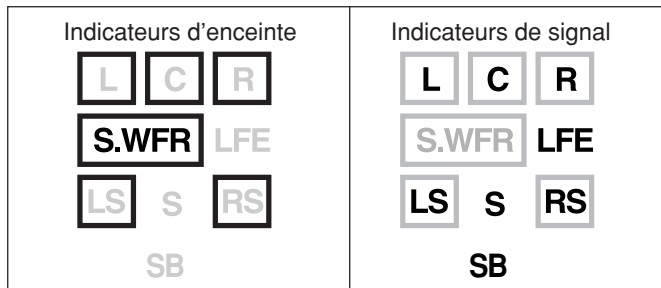 Indicateurs d'enceinte
L C R
S.WFR LFE
LS S RS
SB
Indicateurs de signal
L C R
S.WFR LFE
LS S RS
SB